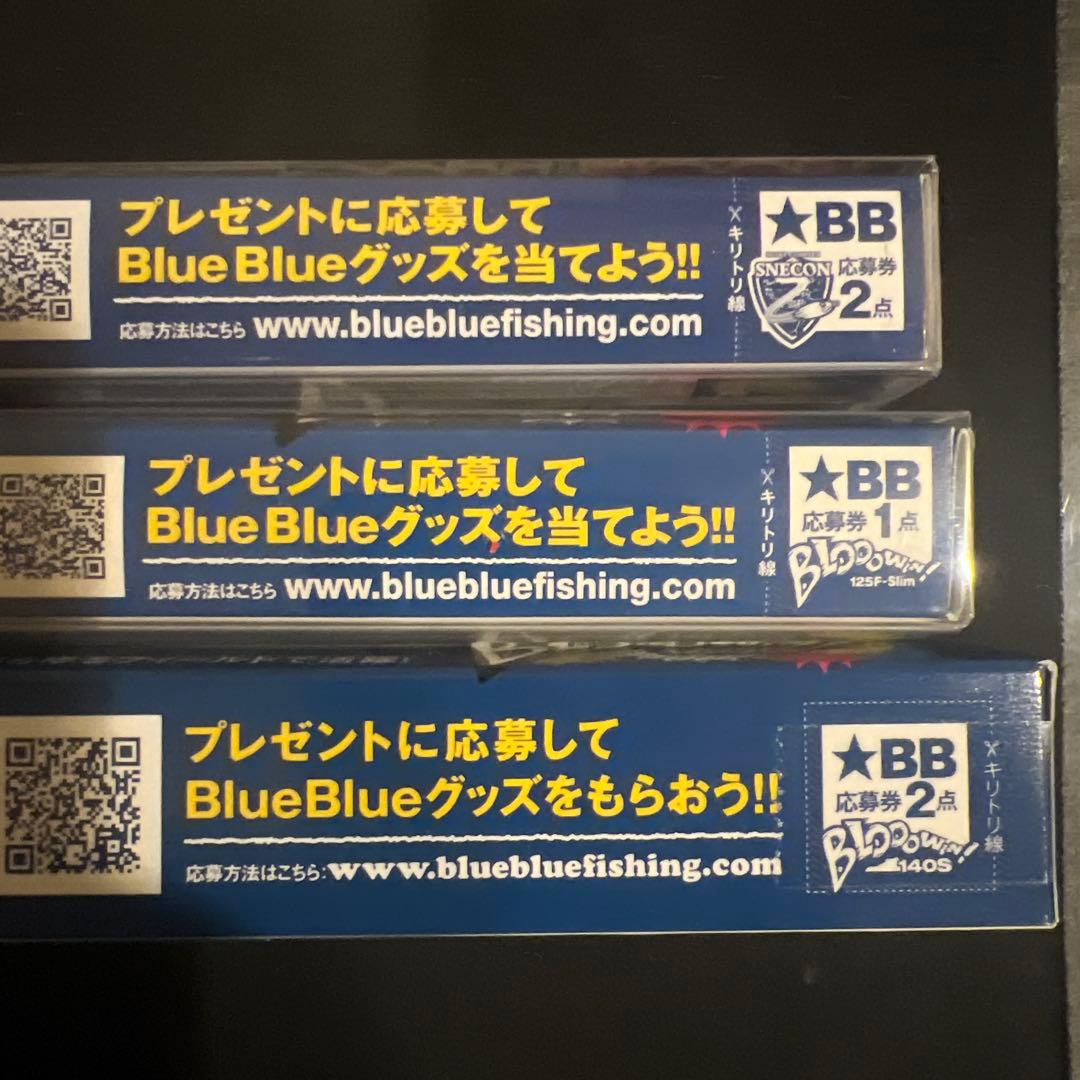 プレゼントに応募して
BlueBlueグッズを当てよう!!
応募方法はこちら www.bluebluefishing.com
キリトリ線
★BB
SNECON
Z
応募券
2点
プレゼントに応募して
BlueBlueグッズを当てよう!!
応募方法はこちら www.bluebluefishing.com
キリトリ線
★BB
応募券1点
BLOOOWIN!
125F-Slim
プレゼントに応募して
BlueBlueグッズをもらおう!!
応募方法はこちら:www.bluebluefishing.com
★BB
応募券2点
BLOOOWIN!!
140S
キリトリ線